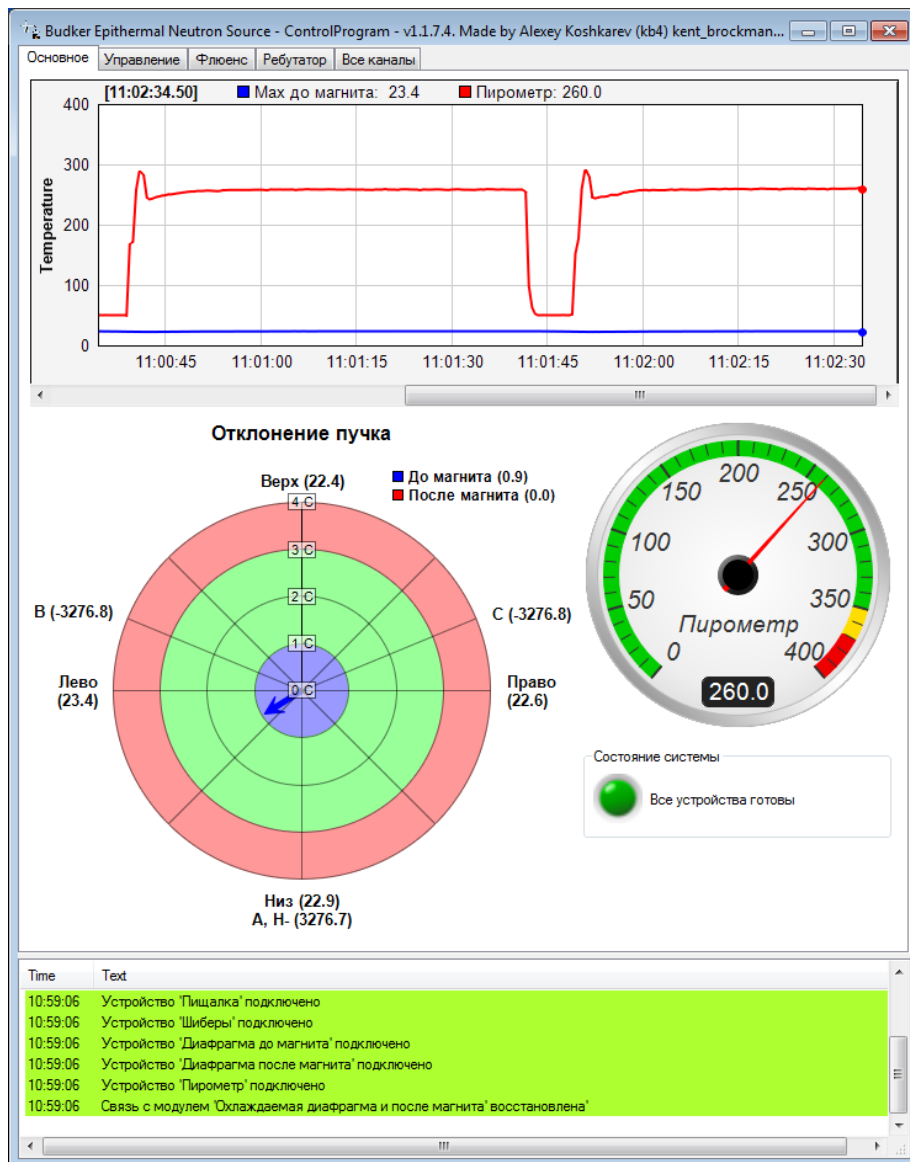 Budker Epithermal Neutron Source - ControlProgram - v1.1.7.4. Made by Alexey Koshkarev (kb4) kent_brockman...
Основное Управление Флюенс Ребутатор Все каналы
[11:02:34.50] Max до магнита: 23.4 Пирометр: 260.0
400
300
200
100
0
Temperature
11:00:45 11:01:00 11:01:15 11:01:30 11:01:45 11:02:00 11:02:15 11:02:30
Отклонение пучка
До магнита (0.9)
После магнита (0.0)
Верх (22.4)
4 C
3 C
2 C
1 C
0 C
B (-3276.8)
C (-3276.8)
Лево
(23.4)
Право
(22.6)
Низ (22.9)
A, H- (3276.7)
0
50
100
150
200
250
300
350
400
Пирометр
260.0
Состояние системы
Все устройства готовы
Time Text
10:59:06 Устройство 'Пищалка' подключено
10:59:06 Устройство 'Шиберы' подключено
10:59:06 Устройство 'Диафрагма до магнита' подключено
10:59:06 Устройство 'Диафрагма после магнита' подключено
10:59:06 Устройство 'Пирометр' подключено
10:59:06 Связь с модулем 'Охлаждаемая диафрагма и после магнита' восстановлена'